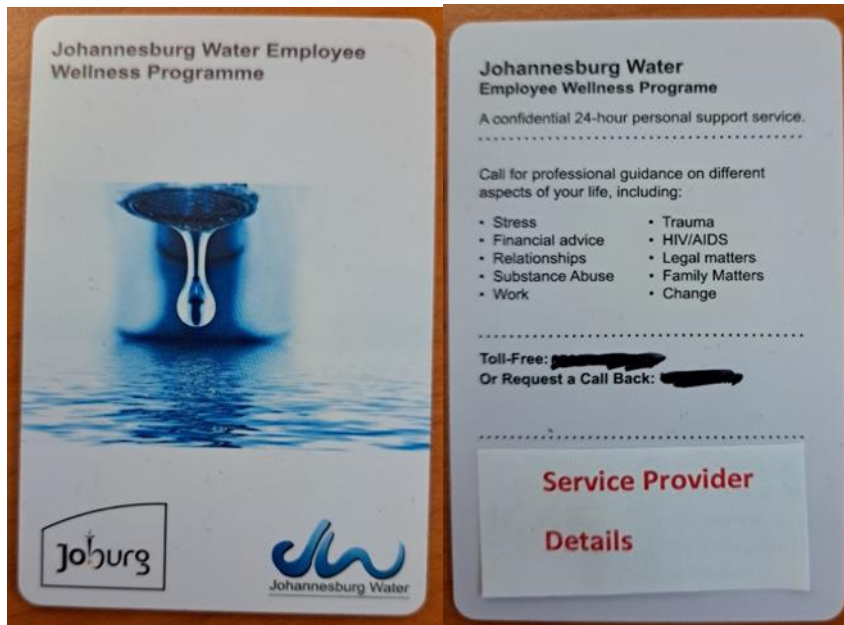 Johannesburg Water Employee
Wellness Programme
Joburg
Johannesburg Water
Johannesburg Water
Employee Wellness Programe
A confidential 24-hour personal support service.
Call for professional guidance on different
aspects of your life, including:
• Stress
• Financial advice
• Relationships
• Substance Abuse
• Work
• Trauma
• HIV/AIDS
• Legal matters
• Family Matters
• Change
Toll-Free:
Or Request a Call Back:
Service Provider
Details